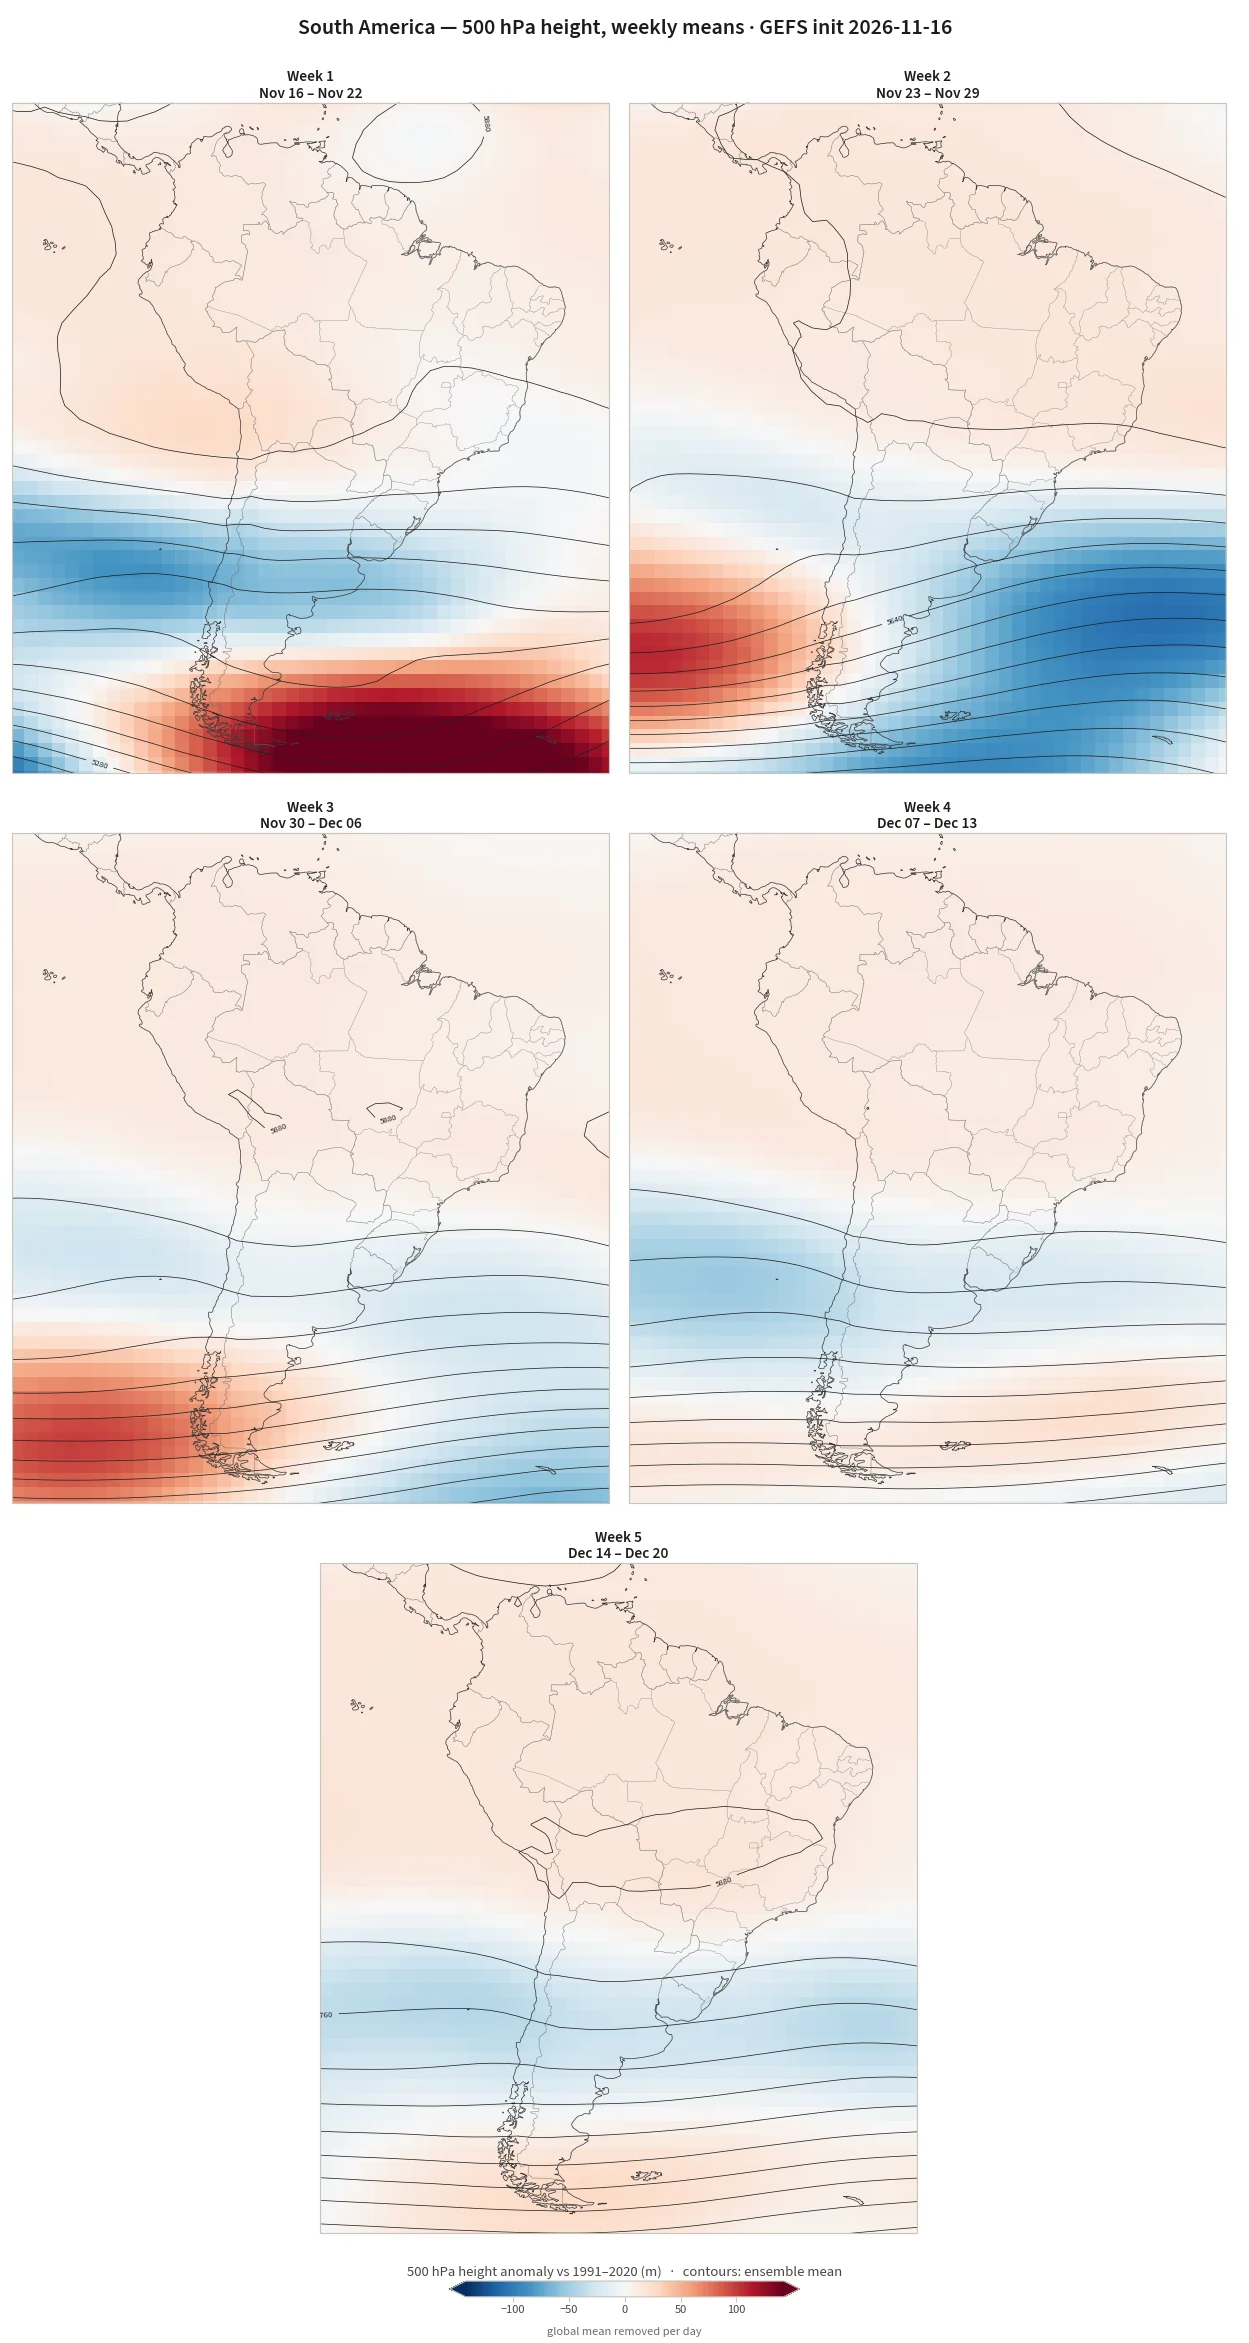 South America — 500 hPa height, weekly means · GEFS init 2026-11-16
Week 1
Nov 16 – Nov 22
Week 2
Nov 23 – Nov 29
5880
5640
5280
Week 3
Nov 30 – Dec 06
Week 4
Dec 07 – Dec 13
5880
5880
Week 5
Dec 14 – Dec 20
5880
760
500 hPa height anomaly vs 1991–2020 (m) · contours: ensemble mean
−100 −50 0 50 100
global mean removed per day